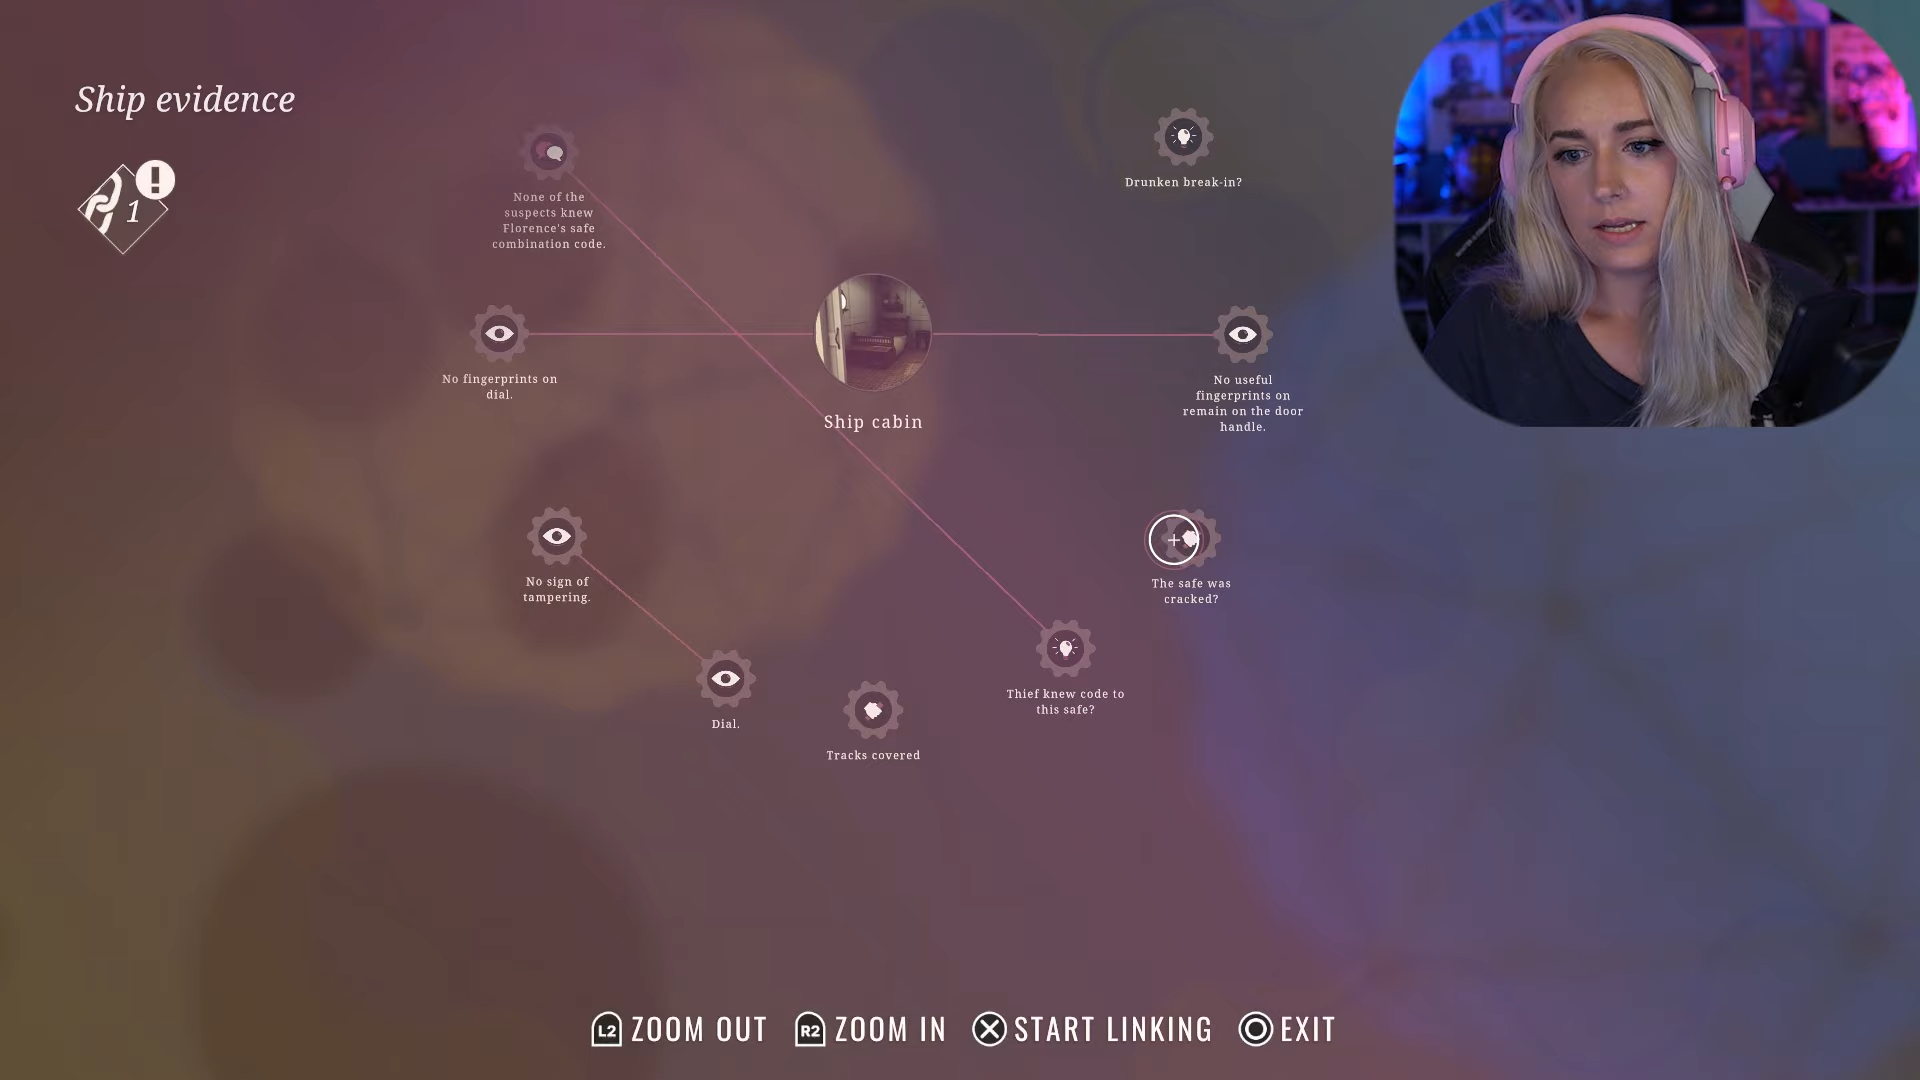 Ship evidence
1
None of the
suspects knew
Florence's safe
combination code.
Drunken break-in?
No fingerprints on
dial.
Ship cabin
No useful
fingerprints on
remain on the door
handle.
No sign of
tampering.
The safe was
cracked?
Dial.
Thief knew code to
this safe?
Tracks covered
L2 ZOOM OUT R2 ZOOM IN START LINKING EXIT